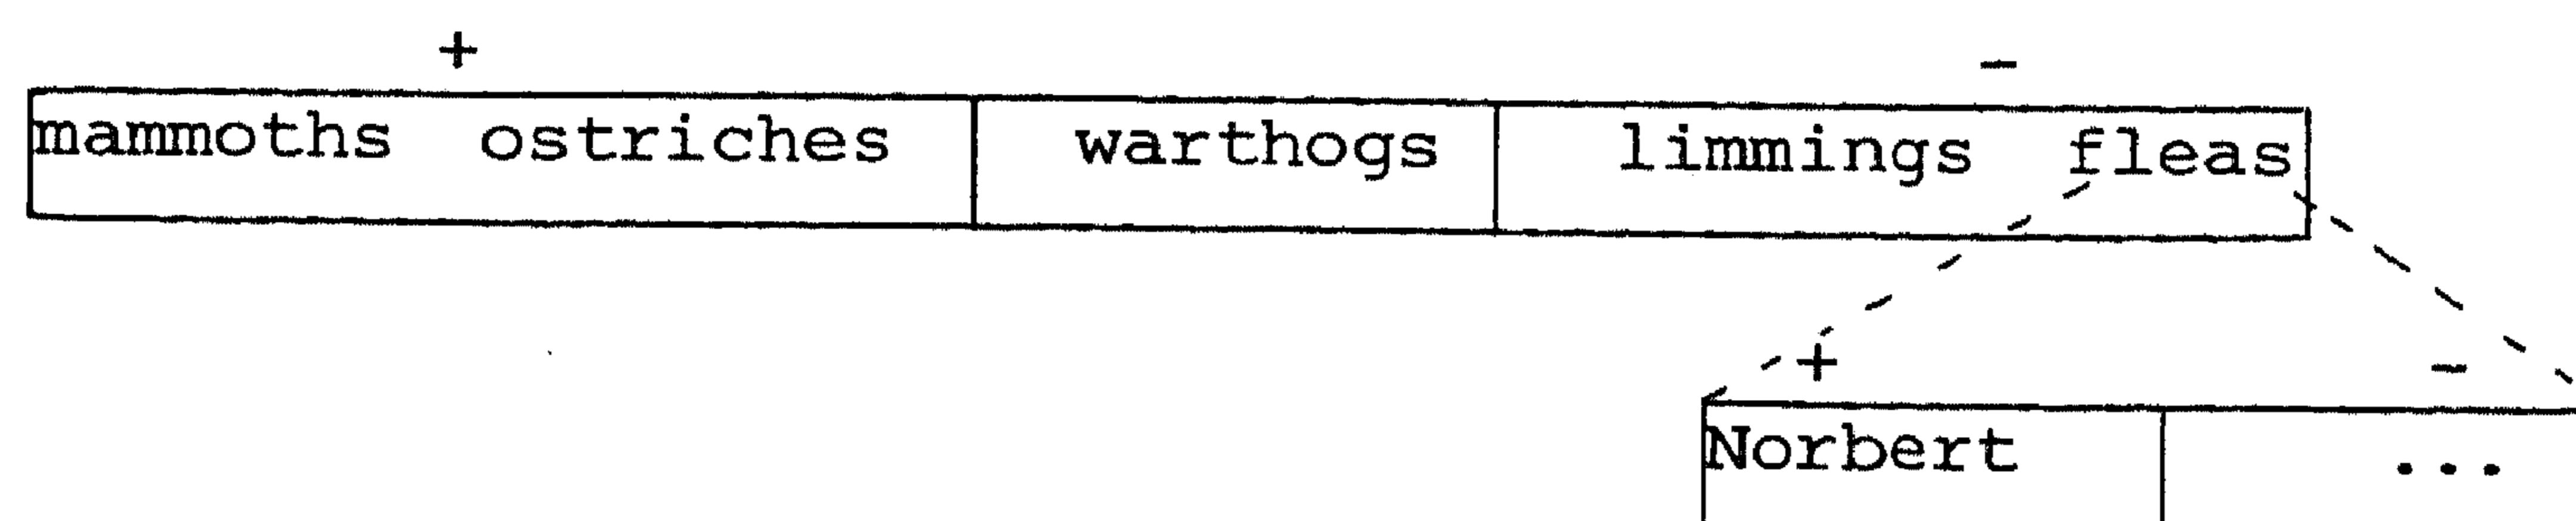 + −
mammoths ostriches warthogs limmings fleas
+ −
Norbert ...